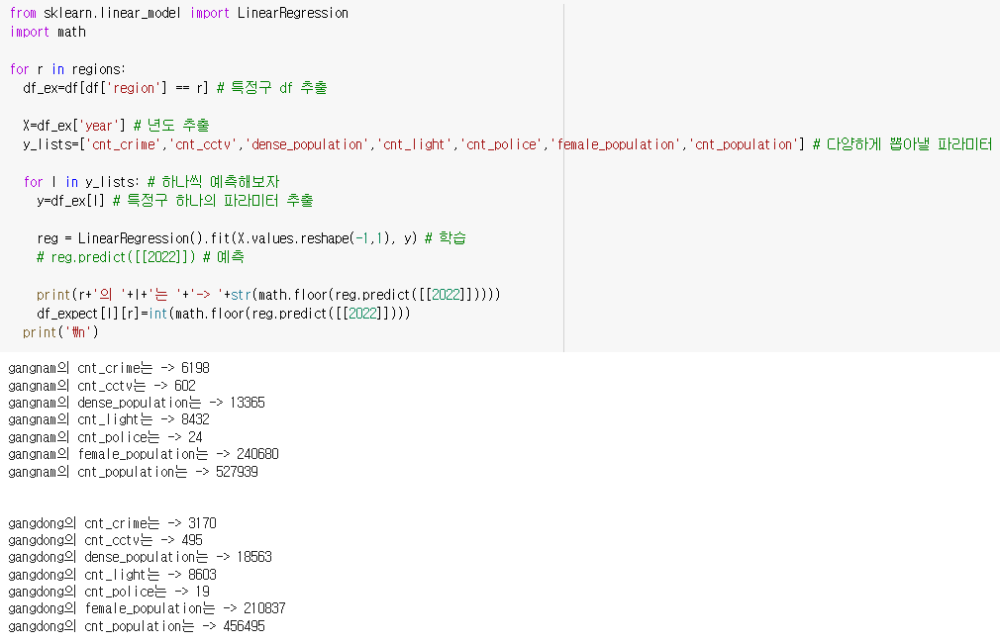 from sklearn.linear_model import LinearRegression
import math

for r in regions:
  df_ex=df[df['region'] == r] # 특정구 df 추출

  X=df_ex['year'] # 년도 추출
  y_lists=['cnt_crime','cnt_cctv','dense_population','cnt_light','cnt_police','female_population','cnt_population'] # 다양하게 뽑아낼 파라미터

  for l in y_lists: # 하나씩 예측해보자
    y=df_ex[l] # 특정구 하나의 파라미터 추출

    reg = LinearRegression().fit(X.values.reshape(-1,1), y) # 학습
    # reg.predict([[2022]]) # 예측

    print(r+'의 '+l+'는 '+'-> '+str(math.floor(reg.predict([[2022]]))))
    df_expect[l][r]=int(math.floor(reg.predict([[2022]])))
  print('₩n')

gangnam의 cnt_crime는 -> 6198
gangnam의 cnt_cctv는 -> 602
gangnam의 dense_population는 -> 13365
gangnam의 cnt_light는 -> 8432
gangnam의 cnt_police는 -> 24
gangnam의 female_population는 -> 240680
gangnam의 cnt_population는 -> 527939

gangdong의 cnt_crime는 -> 3170
gangdong의 cnt_cctv는 -> 495
gangdong의 dense_population는 -> 18563
gangdong의 cnt_light는 -> 8603
gangdong의 cnt_police는 -> 19
gangdong의 female_population는 -> 210837
gangdong의 cnt_population는 -> 456495